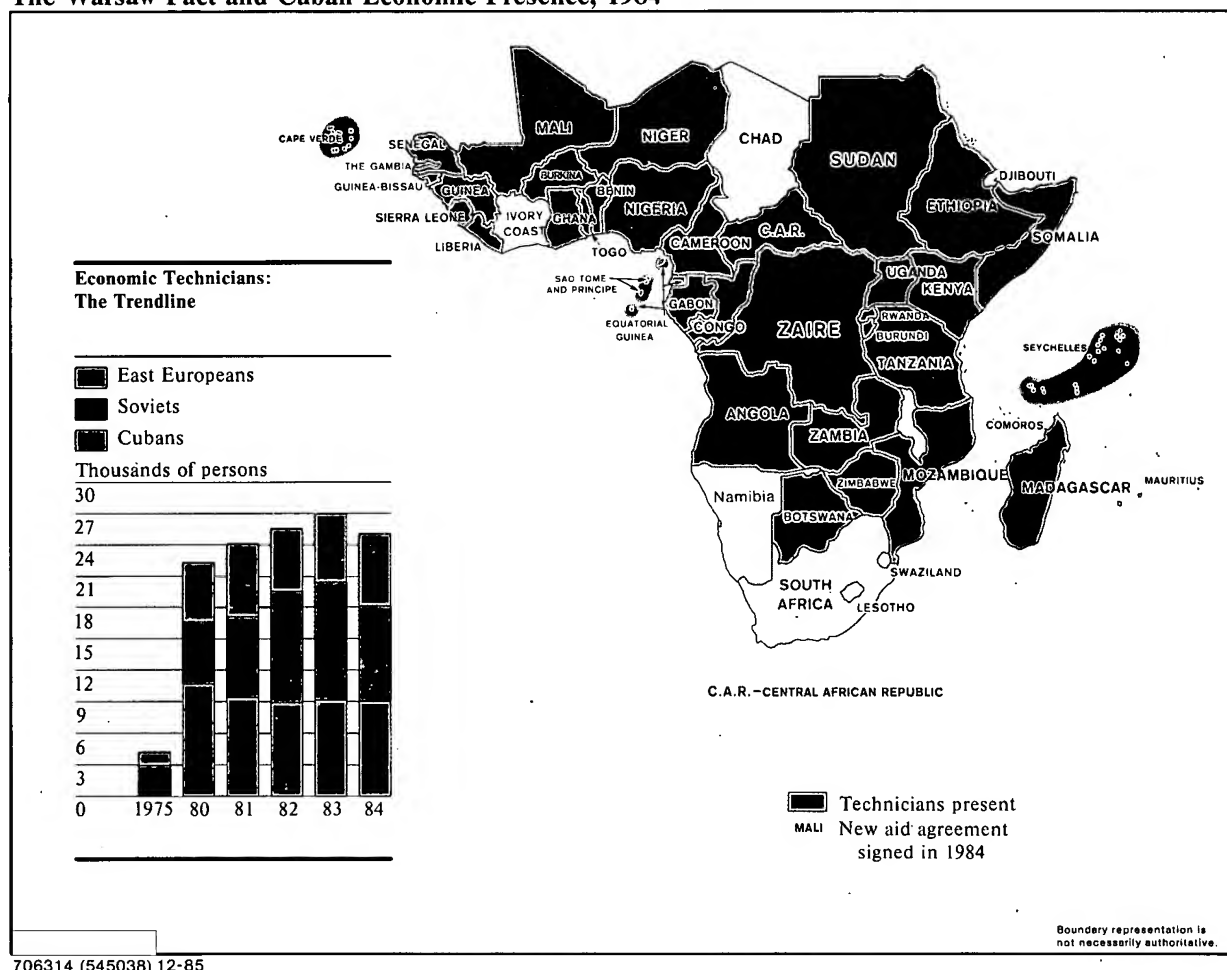 The Warsaw Pact and Cuban Economic Presence, 1984
CAPE VERDE
SENEGAL
THE GAMBIA
GUINEA-BISSAU
GUINEA
SIERRA LEONE
LIBERIA
MALI
BURKINA
IVORY
COAST
GHANA
TOGO
BENIN
NIGER
NIGERIA
CHAD
CAMEROON
C.A.R.
SUDAN
ETHIOPIA
DJIBOUTI
SOMALIA
SAO TOME
AND PRINCIPE
EQUATORIAL
GUINEA
GABON
CONGO
ZAIRE
UGANDA
KENYA
RWANDA
BURUNDI
TANZANIA
SEYCHELLES
ANGOLA
ZAMBIA
COMOROS
MOZAMBIQUE
MADAGASCAR
MAURITIUS
ZIMBABWE
Namibia
BOTSWANA
SOUTH
AFRICA
SWAZILAND
LESOTHO
C.A.R.–CENTRAL AFRICAN REPUBLIC
Economic Technicians:
The Trendline
East Europeans
Soviets
Cubans
Thousands of persons
30
27
24
21
18
15
12
9
6
3
0 1975 80 81 82 83 84
Technicians present
MALI New aid agreement
signed in 1984
Boundary representation is
not necessarily authoritative.
706314 (545038) 12-85